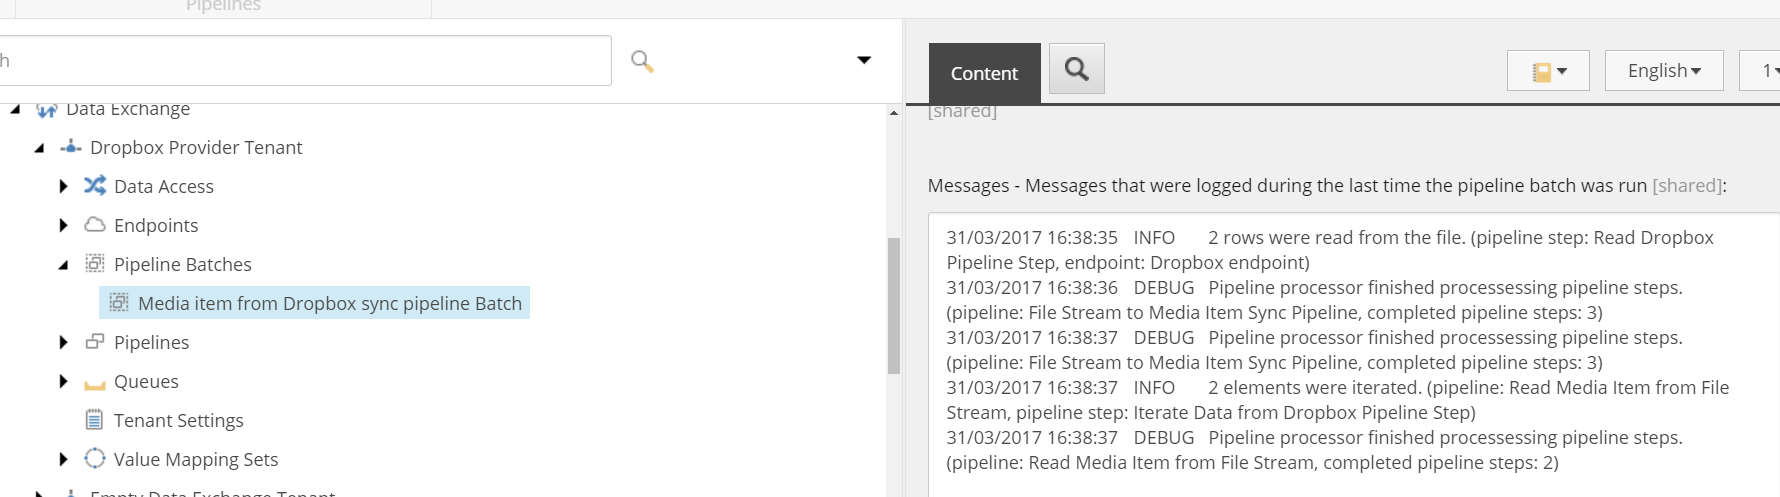 Pipelines
h
Data Exchange
Dropbox Provider Tenant
Data Access
Endpoints
Pipeline Batches
Media item from Dropbox sync pipeline Batch
Pipelines
Queues
Tenant Settings
Value Mapping Sets
Empty Data Exchange Tenant
Content
English
1
[shared]
Messages - Messages that were logged during the last time the pipeline batch was run [shared]:
31/03/2017 16:38:35 INFO 2 rows were read from the file. (pipeline step: Read Dropbox
Pipeline Step, endpoint: Dropbox endpoint)
31/03/2017 16:38:36 DEBUG Pipeline processor finished processessing pipeline steps.
(pipeline: File Stream to Media Item Sync Pipeline, completed pipeline steps: 3)
31/03/2017 16:38:37 DEBUG Pipeline processor finished processessing pipeline steps.
(pipeline: File Stream to Media Item Sync Pipeline, completed pipeline steps: 3)
31/03/2017 16:38:37 INFO 2 elements were iterated. (pipeline: Read Media Item from File
Stream, pipeline step: Iterate Data from Dropbox Pipeline Step)
31/03/2017 16:38:37 DEBUG Pipeline processor finished processessing pipeline steps.
(pipeline: Read Media Item from File Stream, completed pipeline steps: 2)